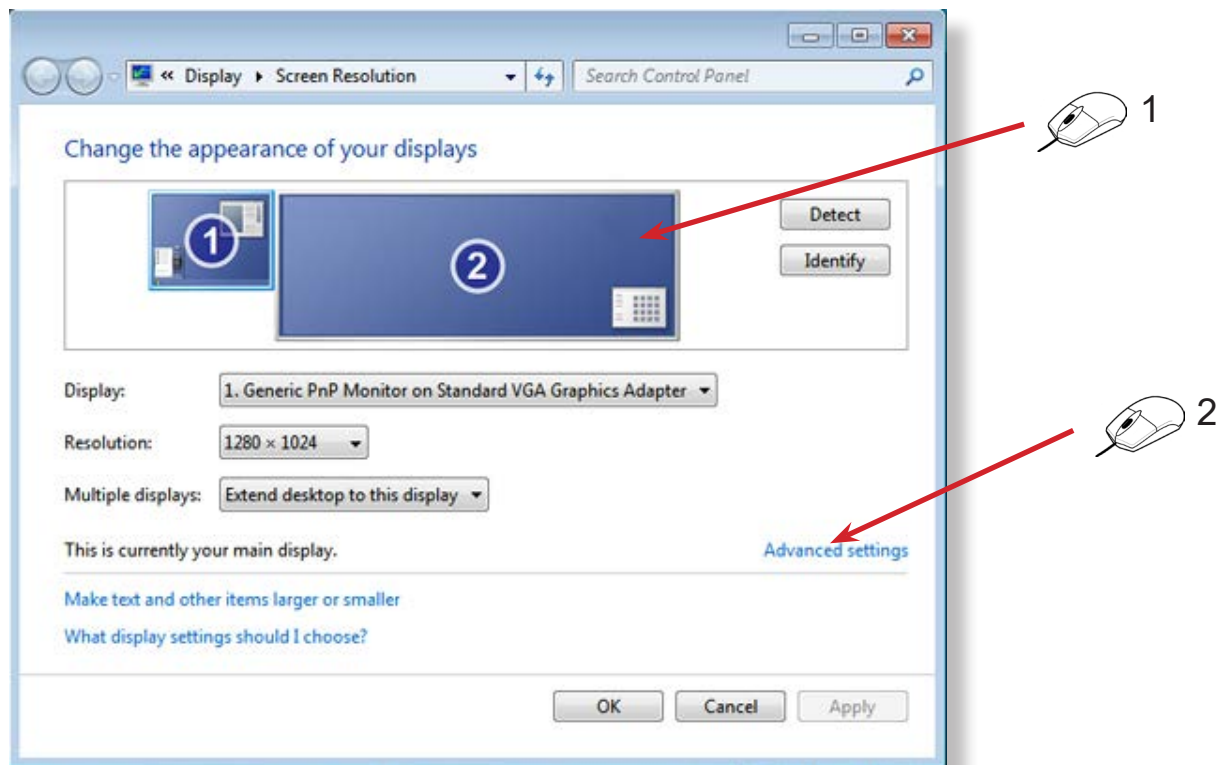 « Display ▸ Screen Resolution
Search Control Panel
1
Change the appearance of your displays
1
2
Detect
Identify
Display: 1. Generic PnP Monitor on Standard VGA Graphics Adapter
2
Resolution: 1280 × 1024
Multiple displays: Extend desktop to this display
This is currently your main display. Advanced settings
Make text and other items larger or smaller
What display settings should I choose?
OK Cancel Apply